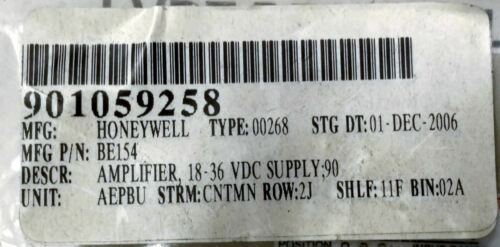 901059258
MFG: HONEYWELL TYPE:00268 STG DT:01-DEC-2006
MFG P/N: BE154
DESCR: AMPLIFIER, 18-36 VDC SUPPLY;90
UNIT: AEPBU STRM:CNTMN ROW:2J SHLF:11F BIN:02A